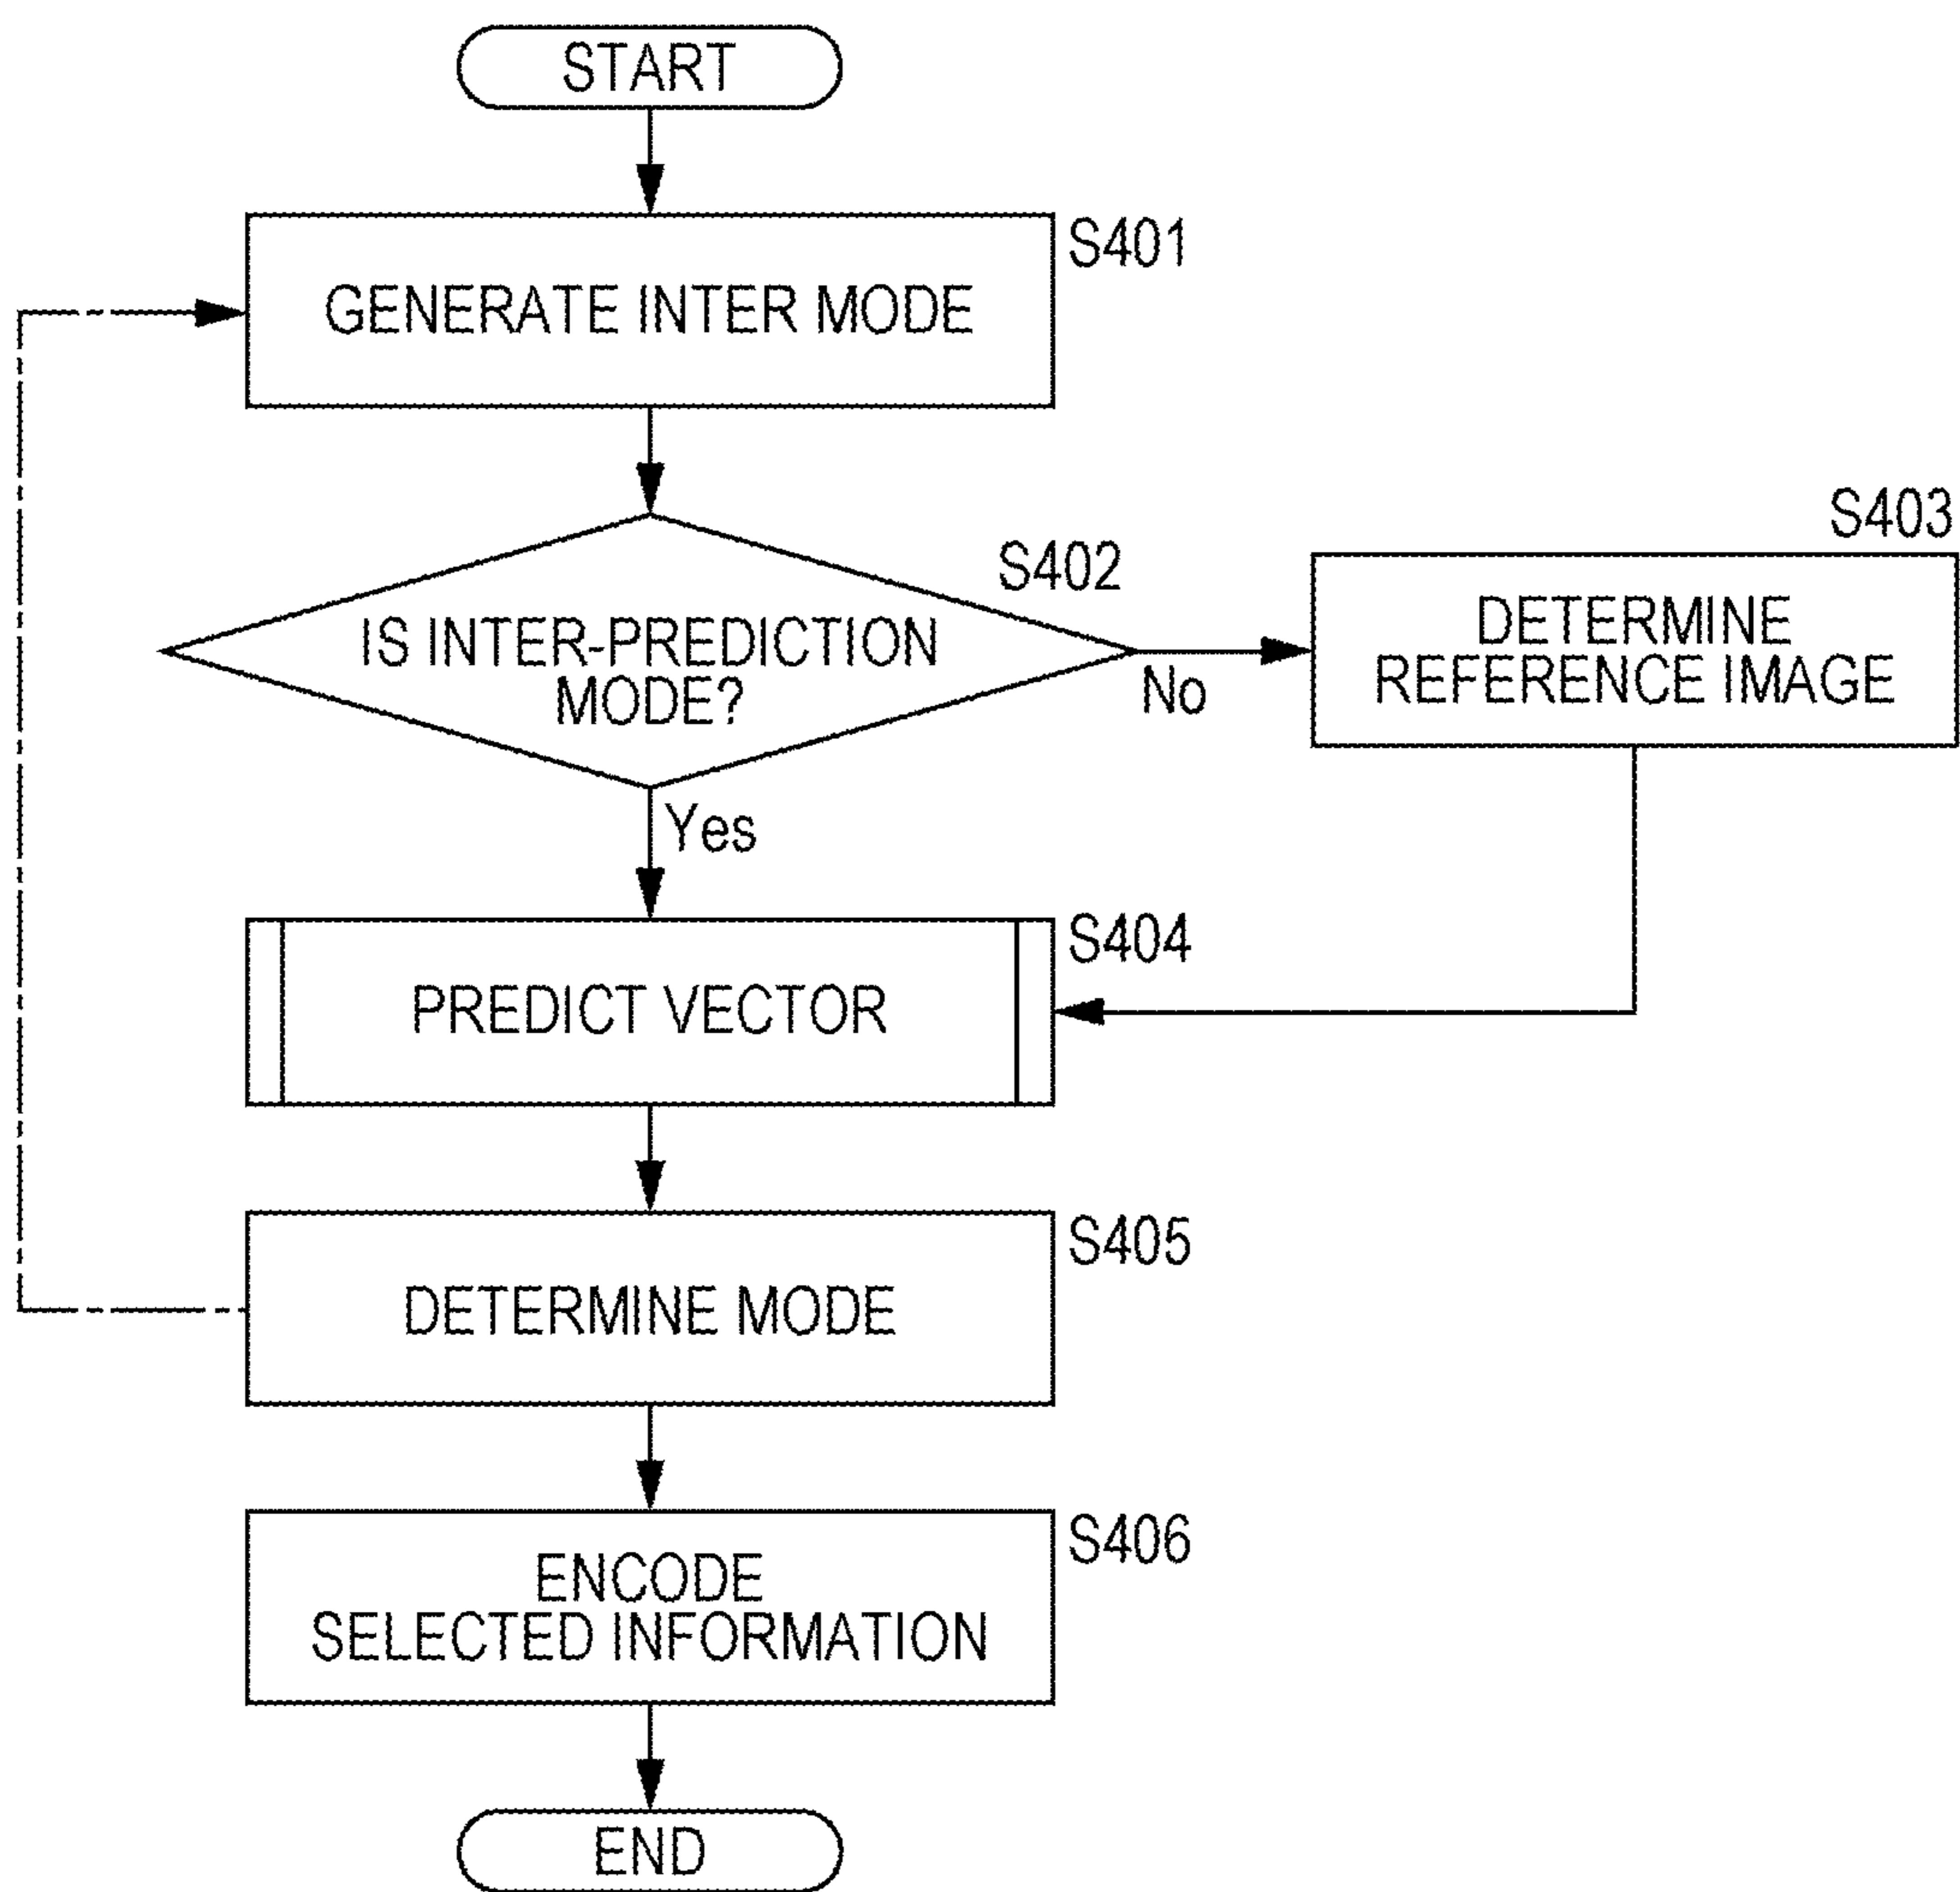 START
S401
GENERATE INTER MODE
S402
IS INTER-PREDICTION
MODE?
No
Yes
S403
DETERMINE
REFERENCE IMAGE
S404
PREDICT VECTOR
S405
DETERMINE MODE
S406
ENCODE
SELECTED INFORMATION
END